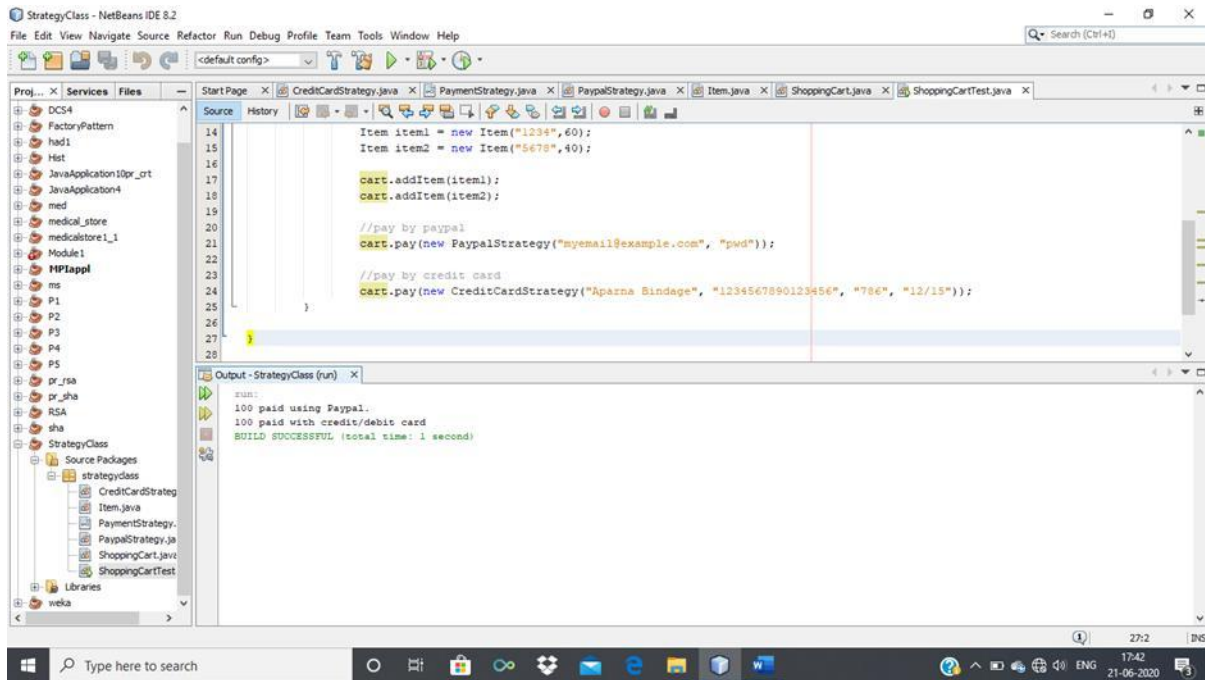 StrategyClass - NetBeans IDE 8.2
File Edit View Navigate Source Refactor Run Debug Profile Team Tools Window Help
Search (Ctrl+I)
<default config>
Proj... Services Files
Start Page CreditCardStrategy.java PaymentStrategy.java PaypalStrategy.java Item.java ShoppingCart.java ShoppingCartTest.java
Source History
DCS4
FactoryPattern
had1
Hist
JavaApplication10pr_crt
JavaApplication4
med
medical_store
medicalstore1_1
Module1
MPIappl
ms
P1
P2
P3
P4
P5
pr_rsa
pr_sha
RSA
sha
StrategyClass
Source Packages
strategyclass
CreditCardStrateg
Item.java
PaymentStrategy.
PaypalStrategy.ja
ShoppingCart.java
ShoppingCartTest
Libraries
weka
14 Item item1 = new Item("1234",60);
15 Item item2 = new Item("5678",40);
16
17 cart.addItem(item1);
18 cart.addItem(item2);
19
20 //pay by paypal
21 cart.pay(new PaypalStrategy("myemail@example.com", "pwd"));
22
23 //pay by credit card
24 cart.pay(new CreditCardStrategy("Aparna Bindage", "1234567890123456", "786", "12/15"));
25 }
26
27 }
28
Output - StrategyClass (run)
run:
100 paid using Paypal.
100 paid with credit/debit card
BUILD SUCCESSFUL (total time: 1 second)
1 27:2 INS
Type here to search
ENG
17:42
21-06-2020